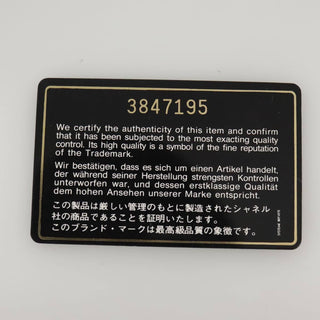 3847195
We certify the authenticity of this item and confirm
that it has been subjected to the most exacting quality
control. Its high quality is a symbol of the fine reputation
of the Trademark.
Wir bestätigen, dass es sich um einen Artikel handelt,
der während seiner Herstellung strengsten Kontrollen
unterworfen war, und dessen erstklassige Qualität
dem hohen Ansehen unserer Marke entspricht.
この製品は厳しい管理のもとに製造されたシャネル
社の商品であることを証明いたします。
このブランド・マークは最高級品質の象徴です。